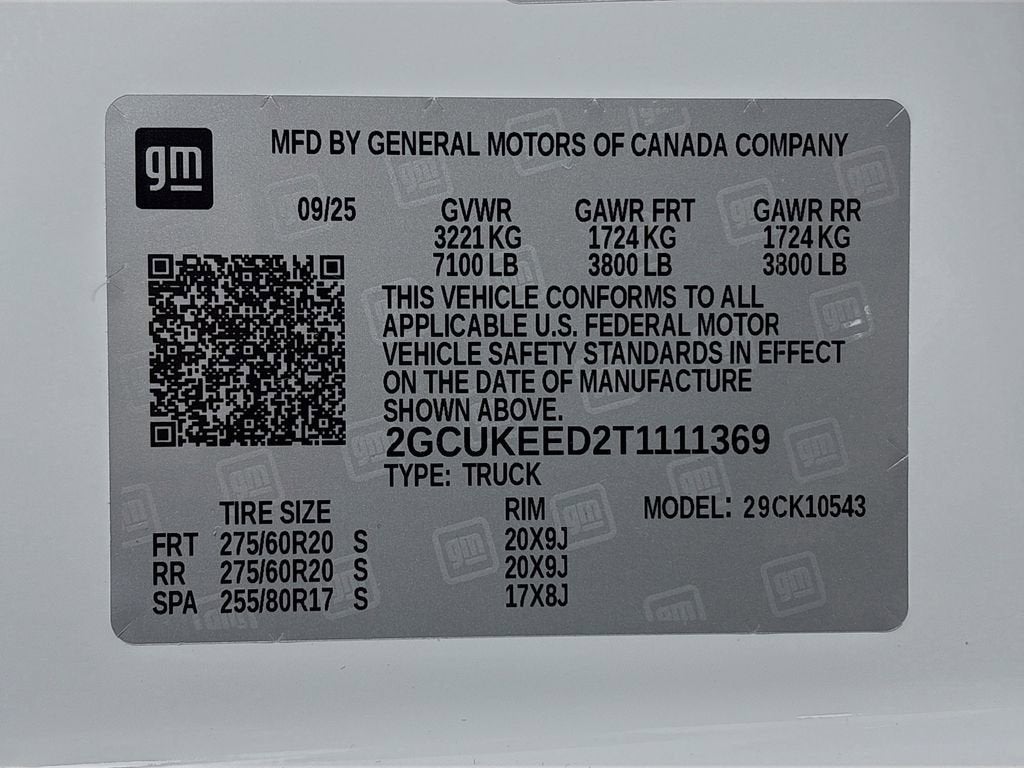 gm
MFD BY GENERAL MOTORS OF CANADA COMPANY
09/25 GVWR GAWR FRT GAWR RR
3221 KG 1724 KG 1724 KG
7100 LB 3800 LB 3800 LB
THIS VEHICLE CONFORMS TO ALL
APPLICABLE U.S. FEDERAL MOTOR
VEHICLE SAFETY STANDARDS IN EFFECT
ON THE DATE OF MANUFACTURE
SHOWN ABOVE.
2GCUKEED2T1111369
TYPE: TRUCK
TIRE SIZE RIM MODEL: 29CK10543
FRT 275/60R20 S 20X9J
RR 275/60R20 S 20X9J
SPA 255/80R17 S 17X8J